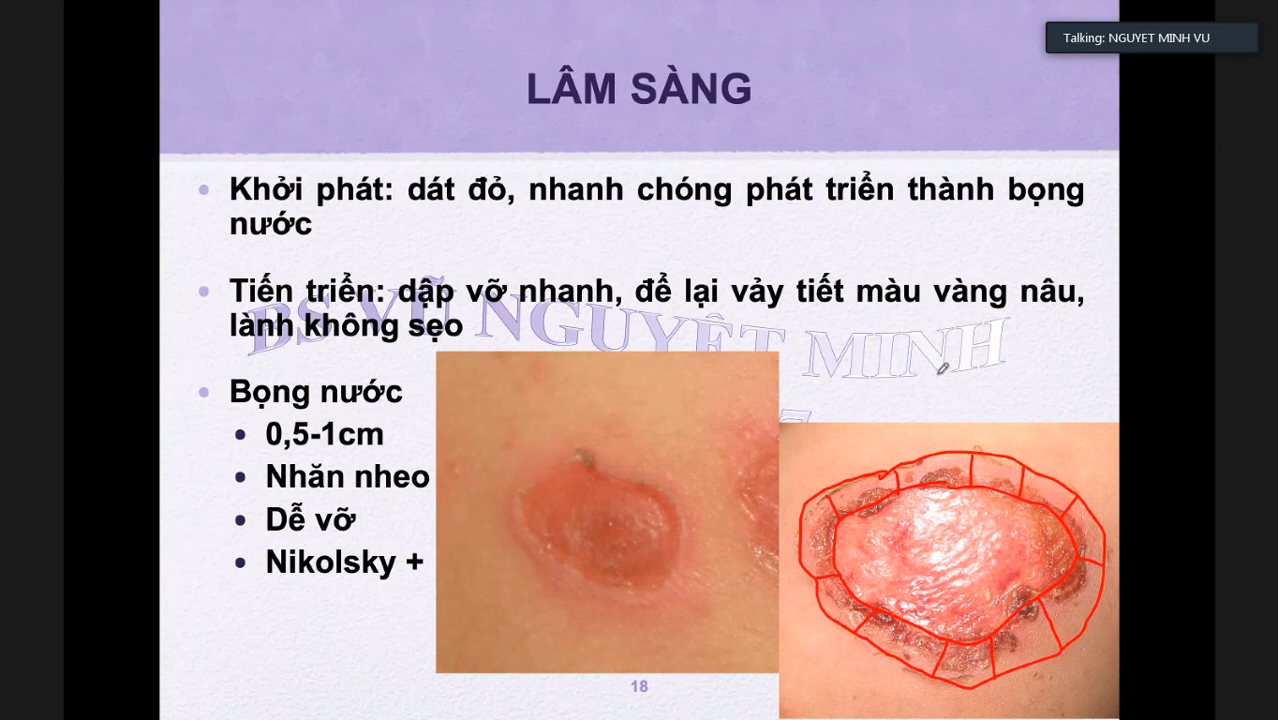 Talking: NGUYET MINH VU
LÂM SÀNG
Khởi phát: dát đỏ, nhanh chóng phát triển thành bọng
nước
Tiến triển: dập vỡ nhanh, để lại vảy tiết màu vàng nâu,
lành không sẹo
BS VŨ NGUYỆT MINH
Bọng nước
0,5-1cm
Nhăn nheo
Dễ vỡ
Nikolsky +
18